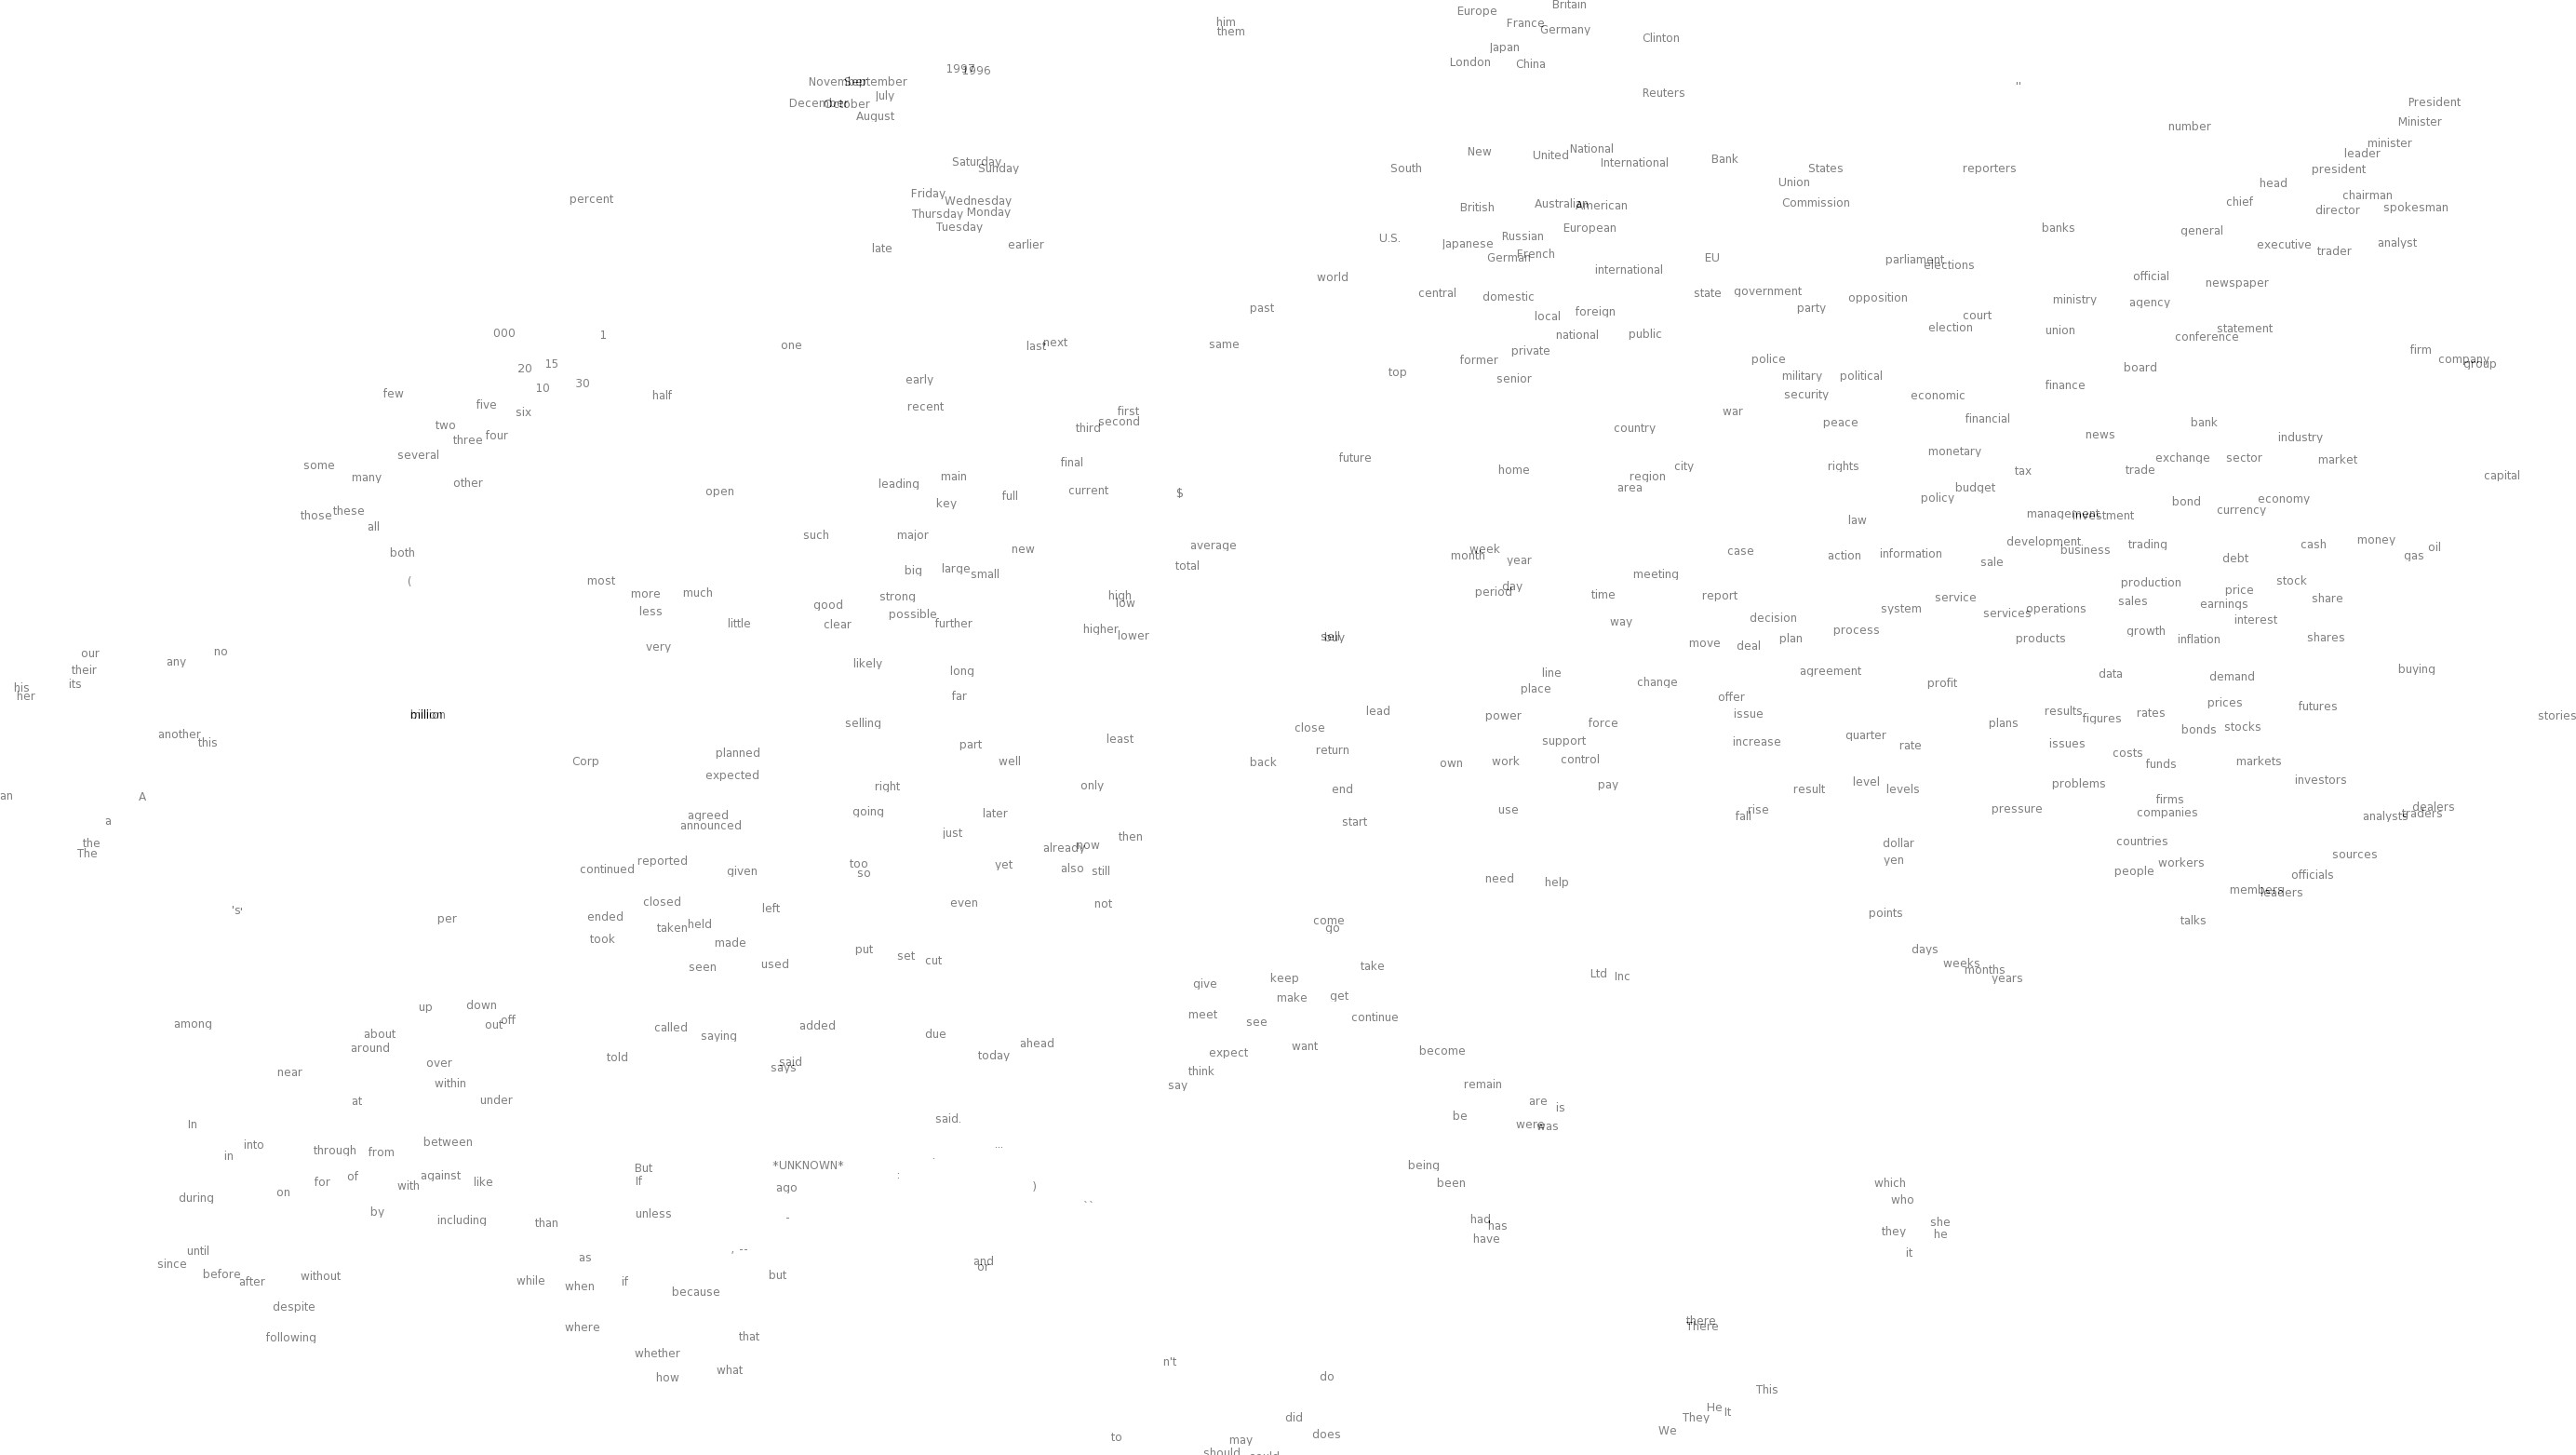 Britain
Europe
him
France
them
Germany
Clinton
Japan
London
China
1997
1996
November
September
Reuters
July
December
October
President
August
Minister
number
minister
National
New
United
leader
International
Bank
Saturday
Sunday
South
States
reporters
president
Union
head
Friday
chairman
percent
Wednesday
Commission
chief
Australian
American
British
spokesman
director
Thursday
Monday
Tuesday
European
banks
general
Russian
U.S.
Japanese
analyst
late
earlier
executive
trader
French
German
EU
parliament
elections
international
world
official
newspaper
central
state
government
domestic
opposition
ministry
agency
past
party
foreign
local
court
election
statement
union
000
1
national
public
conference
one
last
next
same
private
firm
former
police
company
group
15
20
board
top
senior
military
political
early
30
10
finance
few
half
security
economic
five
recent
six
first
war
second
financial
two
third
country
peace
bank
four
three
news
industry
several
monetary
future
exchange
sector
market
final
some
home
city
rights
trade
tax
many
main
region
capital
other
leading
area
budget
open
current
$
full
policy
economy
key
bond
these
currency
those
management
investment
law
all
such
major
development
cash
money
average
trading
oil
new
week
business
both
month
case
action
information
gas
debt
year
sale
total
big
large
small
meeting
(
most
production
stock
day
price
more
much
period
time
high
strong
report
service
share
low
sales
earnings
good
system
operations
less
possible
services
decision
interest
little
clear
further
way
higher
process
growth
lower
sell
buy
plan
products
inflation
shares
move
deal
very
no
our
any
likely
their
long
agreement
buying
line
data
demand
its
change
profit
his
her
place
far
offer
prices
futures
lead
results
rates
million
billion
power
issue
stories
figures
selling
force
plans
close
stocks
bonds
another
quarter
least
support
increase
this
part
rate
issues
return
planned
costs
control
Corp
well
back
own
work
markets
funds
expected
investors
level
problems
pay
only
right
end
result
levels
an
A
firms
dealers
use
rise
pressure
going
later
companies
traders
agreed
fall
analysts
a
start
announced
just
then
the
dollar
countries
now
already
The
sources
yen
reported
too
yet
workers
also
continued
given
so
still
people
officials
need
help
members
leaders
closed
even
not
left
's
'
points
ended
per
come
talks
held
taken
go
took
made
put
days
set
cut
used
weeks
seen
take
months
Ltd
Inc
keep
years
give
get
make
down
up
meet
continue
off
see
among
out
added
called
about
due
saying
ahead
around
want
become
expect
today
told
over
said
says
near
think
within
remain
say
at
under
are
is
be
said.
In
were
was
between
into
...
through
from
in
.
*UNKNOWN*
being
But
against
:
of
If
for
like
been
which
with
ago
)
on
during
who
``
by
unless
-
had
including
she
than
has
they
he
have
, --
until
it
as
and
since
or
before
without
but
while
if
after
when
because
despite
there
There
where
following
that
whether
n't
what
do
how
This
He
It
did
They
We
does
to
may
should
could